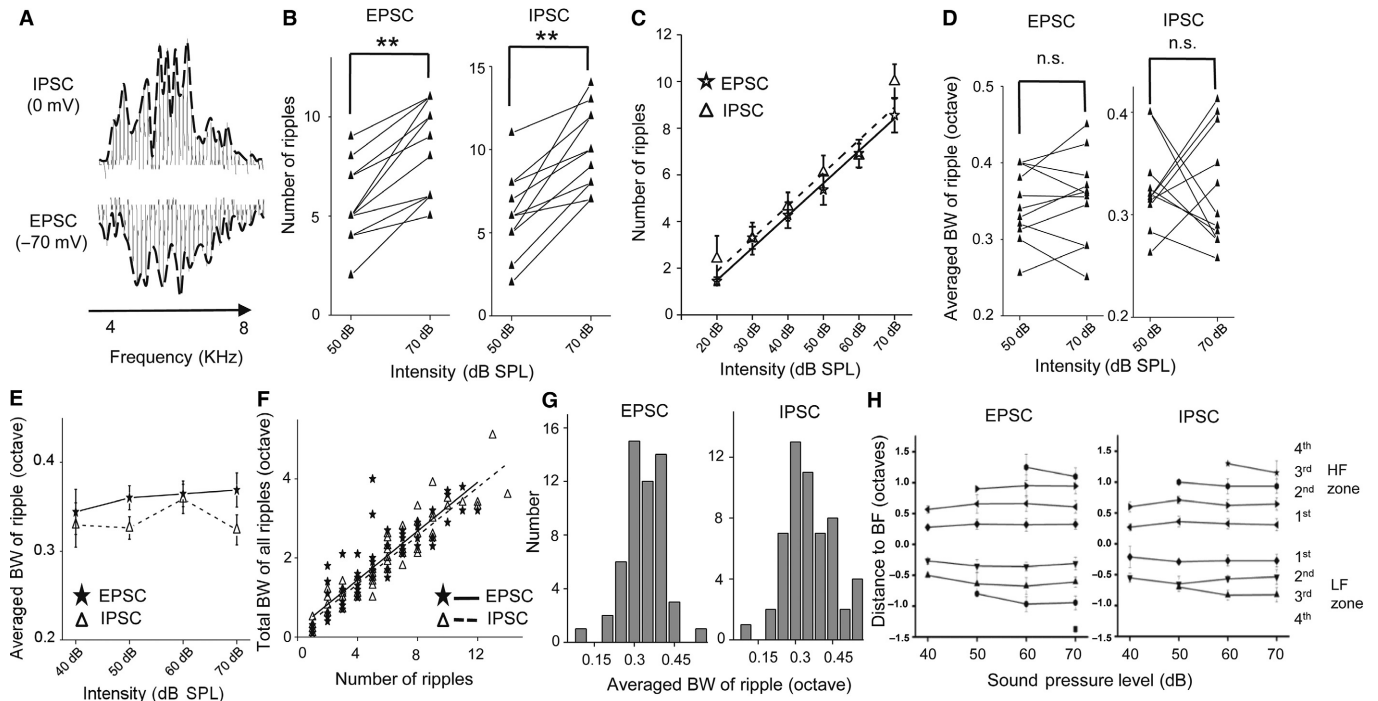 A
IPSC
(0 mV)
EPSC
(−70 mV)
4 8
Frequency (KHz)
B
EPSC IPSC
** **
Number of ripples
10
5
0
15
10
5
0
50 dB 70 dB 50 dB 70 dB
Intensity (dB SPL)
C
Number of ripples
12
10
8
6
4
2
0
EPSC
IPSC
20 dB 30 dB 40 dB 50 dB 60 dB 70 dB
Intensity (dB SPL)
D
EPSC IPSC
n.s. n.s.
Averaged BW of ripple (octave)
0.5
0.4
0.3
0.2
0.4
0.3
0.2
50 dB 70 dB 50 dB 70 dB
Intensity (dB SPL)
E
Averaged BW of ripple (octave)
0.4
0.3
0.2
EPSC
IPSC
40 dB 50 dB 60 dB 70 dB
Intensity (dB SPL)
F
Total BW of all ripples (octave)
4
2
0
EPSC
IPSC
4 8 12
Number of ripples
G
EPSC IPSC
Number
16
12
8
4
0
12
8
4
0
0.15 0.3 0.45 0.15 0.3 0.45
Averaged BW of ripple (octave)
H
EPSC IPSC
Distance to BF (octaves)
1.5
1.0
0.5
0.0
−0.5
−1.0
−1.5
1.5
1.0
0.5
0.0
−0.5
−1.0
−1.5
4th
3rd HF
2nd zone
1st
1st
2nd LF
3rd zone
4th
40 50 60 70 40 50 60 70
Sound pressure level (dB)